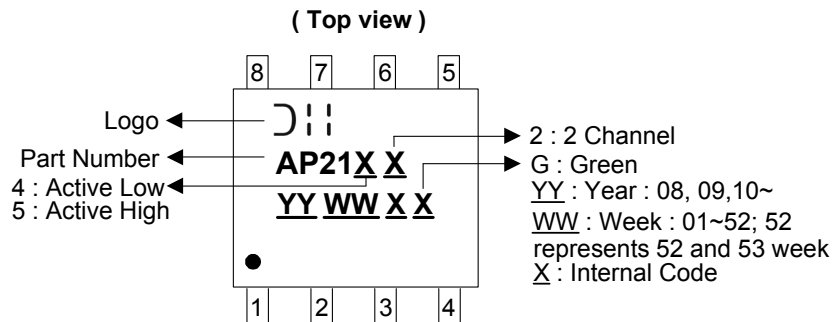 ( Top view )
8 7 6 5
Logo
Part Number
4 : Active Low
5 : Active High
AP21X X
YY WW X X
2 : 2 Channel
G : Green
YY : Year : 08, 09,10~
WW : Week : 01~52; 52
represents 52 and 53 week
X : Internal Code
1 2 3 4